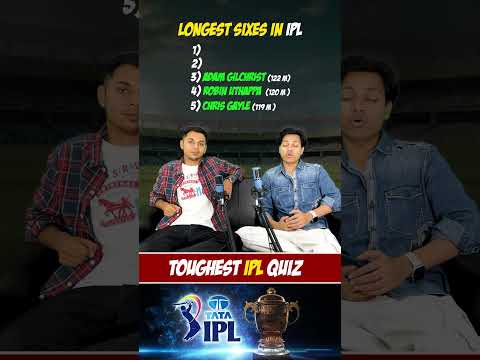 LONGEST SIXES IN IPL
1)
2)
3) ADAM GILCHRIST (122 M)
4) ROBIN UTHAPPA (120 M)
5) CHRIS GAYLE (119 M)
TOUGHEST IPL QUIZ
TATA
IPL